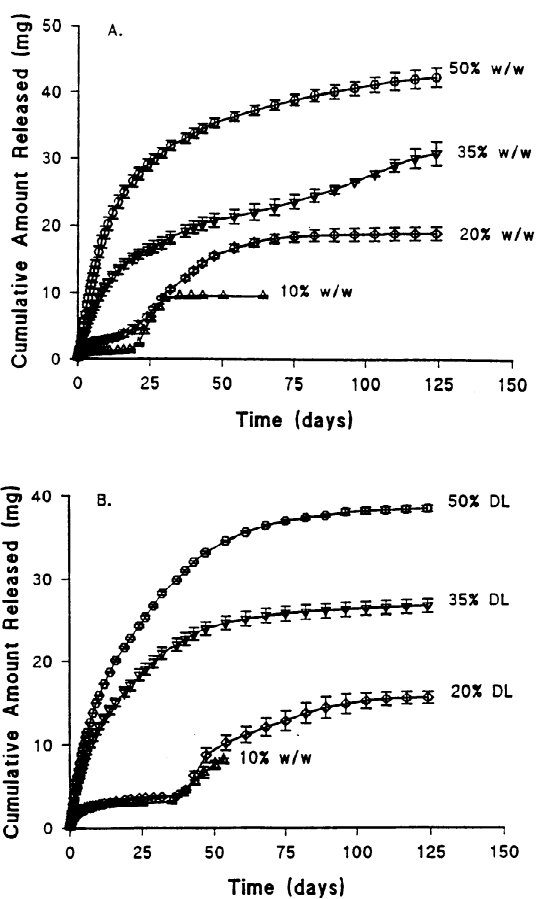 A.
50
40
30
20
10
0
Cumulative Amount Released (mg)
50% w/w
35% w/w
20% w/w
10% w/w
0 25 50 75 100 125 150
Time (days)
B.
40
30
20
10
0
Cumulative Amount Released (mg)
50% DL
35% DL
20% DL
10% w/w
0 25 50 75 100 125 150
Time (days)